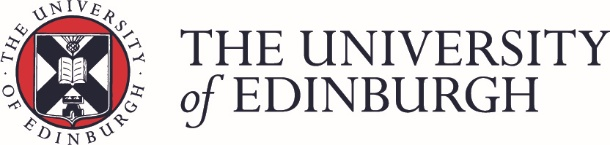 · THE UNIVERSITY ·
OF EDINBURGH
THE UNIVERSITY
of EDINBURGH